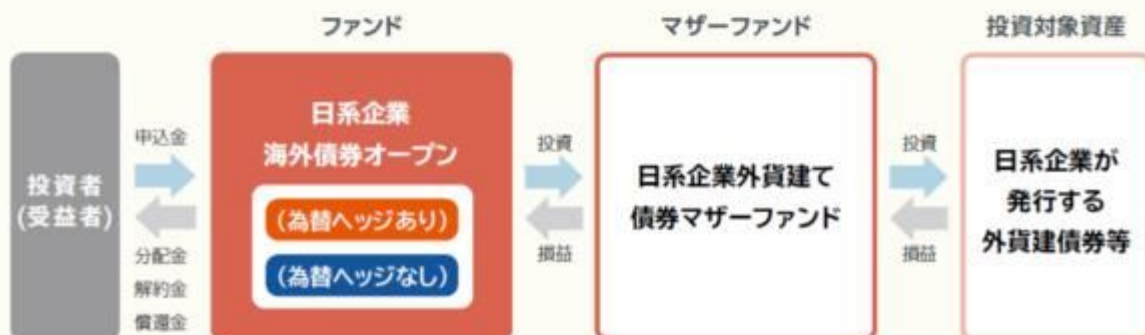 ファンド
マザーファンド
投資対象資産
投資者
(受益者)
申込金
分配金
解約金
償還金
日系企業
海外債券オープン
(為替ヘッジあり)
(為替ヘッジなし)
投資
損益
日系企業外貨建て
債券マザーファンド
投資
損益
日系企業が
発行する
外貨建債券等